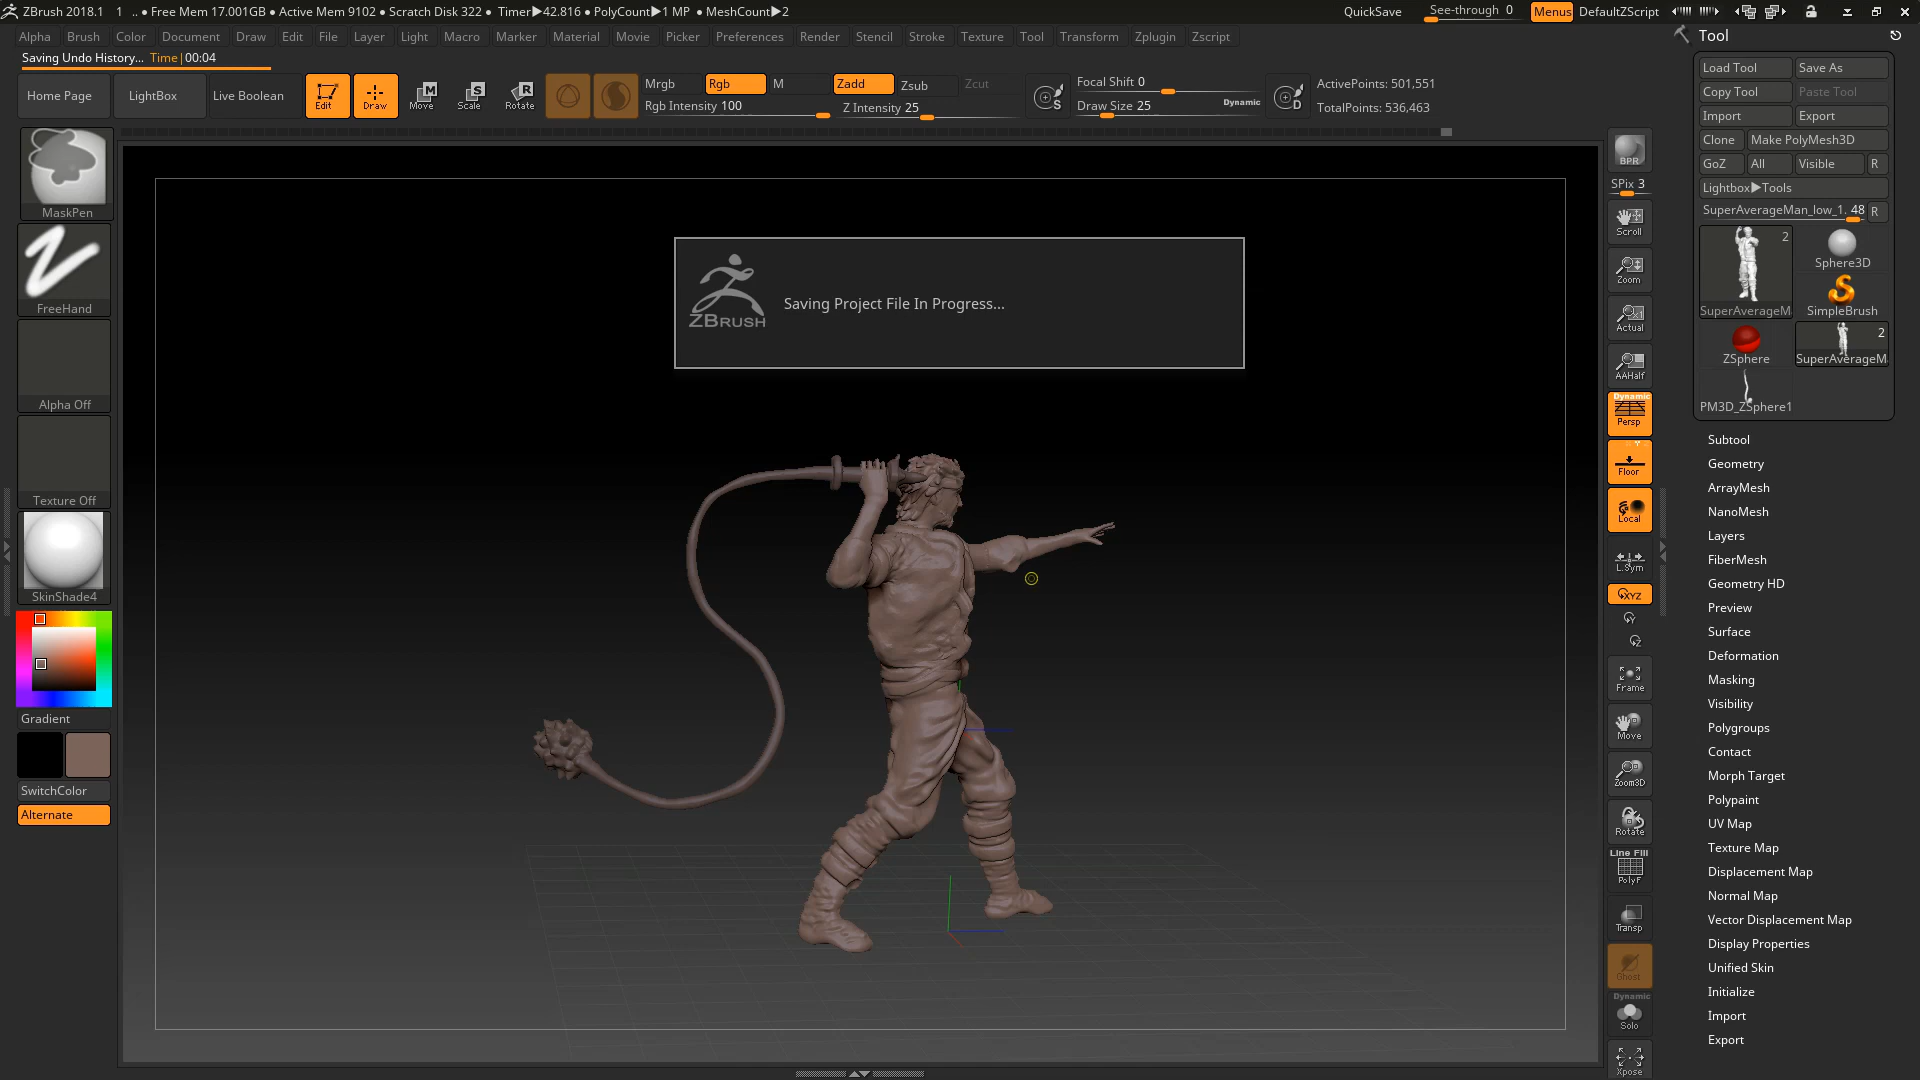 ZBrush 2018.1 1 .. ● Free Mem 17.001GB ● Active Mem 9102 ● Scratch Disk 322 ● Timer▶42.816 ● PolyCount▶1 MP ● MeshCount▶2 QuickSave See-through 0 Menus DefaultZScript
Alpha Brush Color Document Draw Edit File Layer Light Macro Marker Material Movie Picker Preferences Render Stencil Stroke Texture Tool Transform Zplugin Zscript
Saving Undo History... Time|00:04
Home Page LightBox Live Boolean Edit Draw Move Scale Rotate
M S R
Mrgb Rgb M Zadd Zsub Zcut
Rgb Intensity 100 Z Intensity 25
S
Focal Shift 0
Draw Size 25 Dynamic
D
ActivePoints: 501,551
TotalPoints: 536,463
MaskPen
FreeHand
Alpha Off
Texture Off
SkinShade4
Gradient
SwitchColor
Alternate
ZBRUSH
Saving Project File In Progress...
BPR
SPix 3
Scroll
Zoom
Actual
AAHalf
Dynamic
Persp
Floor
Local
L.Sym
XYZ
Y
Z
Frame
Move
Zoom3D
Rotate
Line Fill
PolyF
Transp
Ghost
Dynamic
Solo
Xpose
Tool
Load Tool Save As
Copy Tool Paste Tool
Import Export
Clone Make PolyMesh3D
GoZ All Visible R
Lightbox▶Tools
SuperAverageMan_low_1. 48 R
2
Sphere3D
SuperAverageM SimpleBrush
2
ZSphere SuperAverageM
PM3D_ZSphere1
Subtool
Geometry
ArrayMesh
NanoMesh
Layers
FiberMesh
Geometry HD
Preview
Surface
Deformation
Masking
Visibility
Polygroups
Contact
Morph Target
Polypaint
UV Map
Texture Map
Displacement Map
Normal Map
Vector Displacement Map
Display Properties
Unified Skin
Initialize
Import
Export